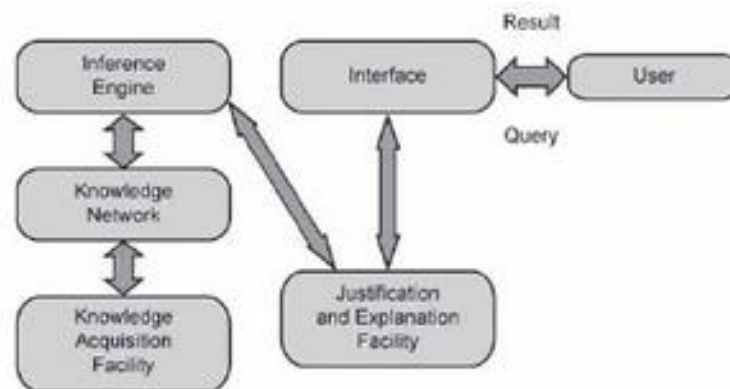 Result
Inference
Engine
Interface
User
Query
Knowledge
Network
Knowledge
Acquisition
Facility
Justification
and Explanation
Facility